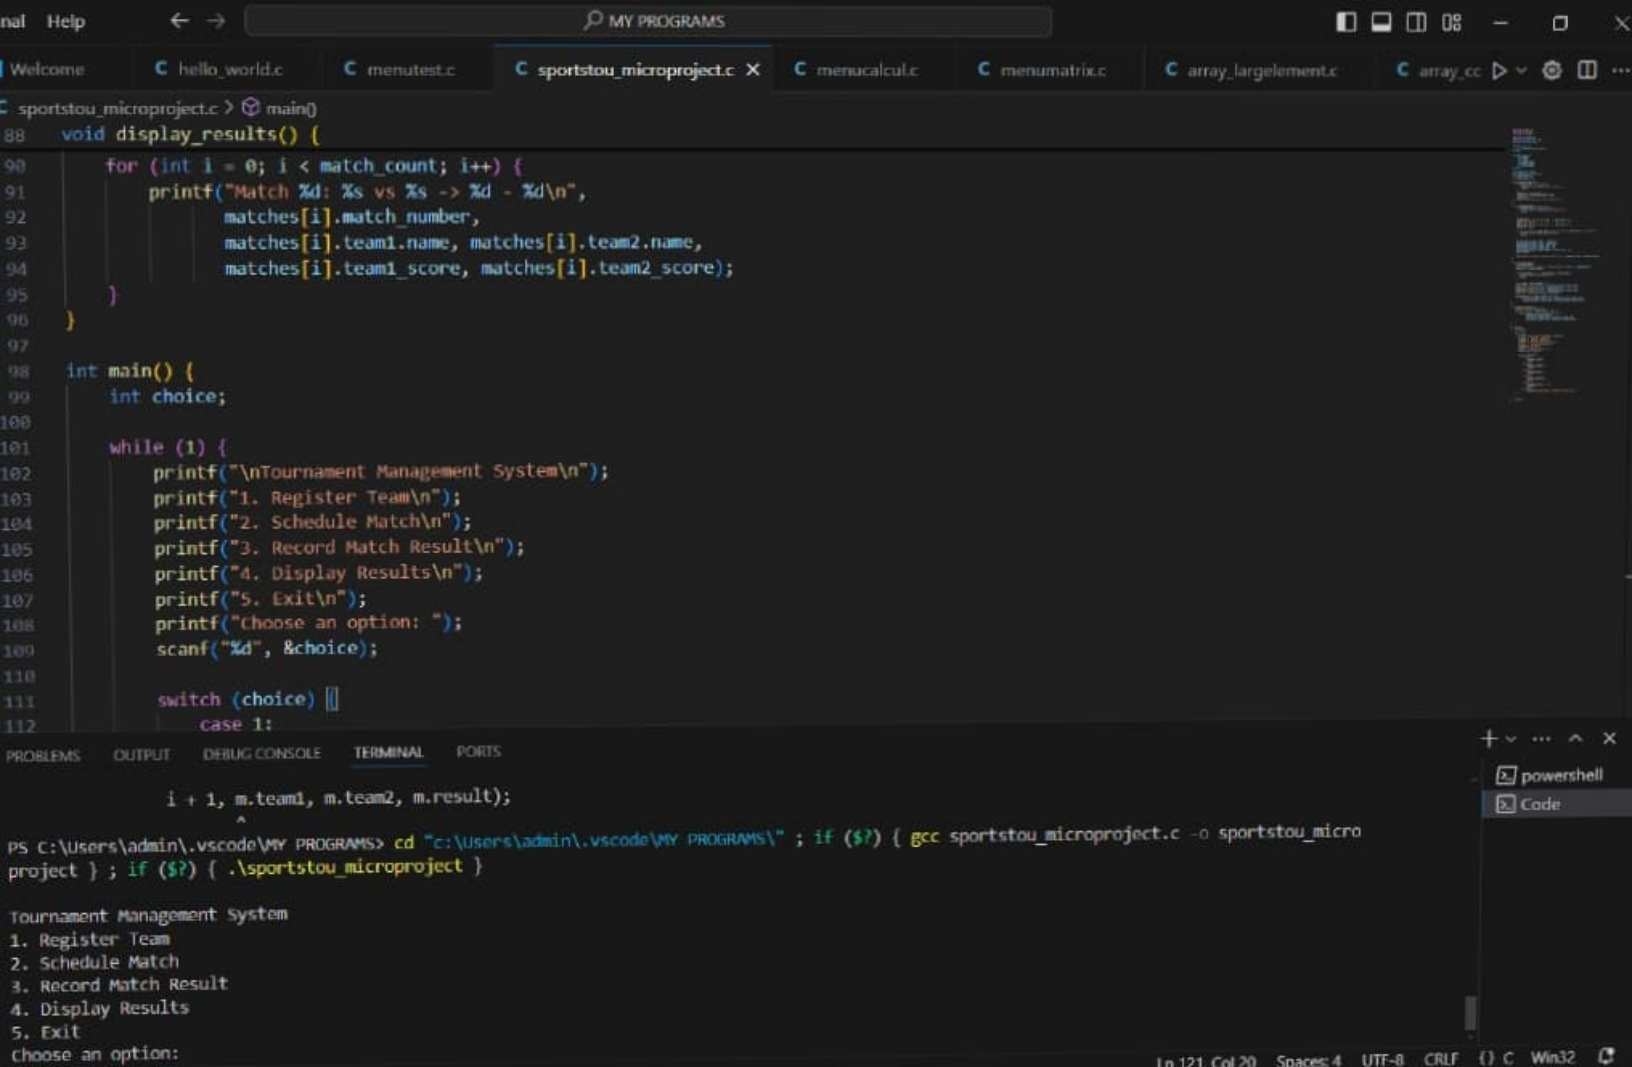 nal Help MY PROGRAMS
Welcome hello_world.c menutest.c sportstou_microproject.c menucalcul.c menumatrix.c array_largelement.c array_cc
sportstou_microproject.c > main()
88 void display_results() {
90 for (int i = 0; i < match_count; i++) {
91 printf("Match %d: %s vs %s -> %d - %d\n",
92 matches[i].match_number,
93 matches[i].team1.name, matches[i].team2.name,
94 matches[i].team1_score, matches[i].team2_score);
95 }
96 }
97
98 int main() {
99 int choice;
100
101 while (1) {
102 printf("\nTournament Management System\n");
103 printf("1. Register Team\n");
104 printf("2. Schedule Match\n");
105 printf("3. Record Match Result\n");
106 printf("4. Display Results\n");
107 printf("5. Exit\n");
108 printf("Choose an option: ");
109 scanf("%d", &choice);
110
111 switch (choice) {
112 case 1:
PROBLEMS OUTPUT DEBUG CONSOLE TERMINAL PORTS
powershell
Code
i + 1, m.team1, m.team2, m.result);
^
PS C:\Users\admin\.vscode\MY PROGRAMS> cd "c:\Users\admin\.vscode\MY PROGRAMS\" ; if ($?) { gcc sportstou_microproject.c -o sportstou_micro
project } ; if ($?) { .\sportstou_microproject }
Tournament Management System
1. Register Team
2. Schedule Match
3. Record Match Result
4. Display Results
5. Exit
Choose an option:
Ln 121, Col 20 Spaces: 4 UTF-8 CRLF {} C Win32